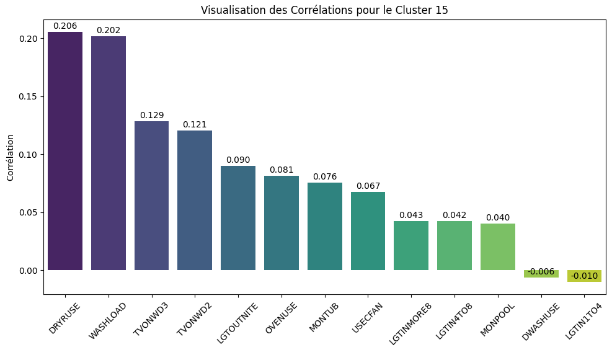 Visualisation des Corrélations pour le Cluster 15
Corrélation
0.20
0.15
0.10
0.05
0.00
0.206
0.202
0.129
0.121
0.090
0.081
0.076
0.067
0.043
0.042
0.040
-0.006
-0.010
DRYRUSE
WASHLOAD
TVONWD3
TVONWD2
LGTOUTNITE
OVENUSE
MONTUB
USECFAN
LGTINMORE8
LGTIN4TO8
MONPOOL
DWASHUSE
LGTIN1TO4